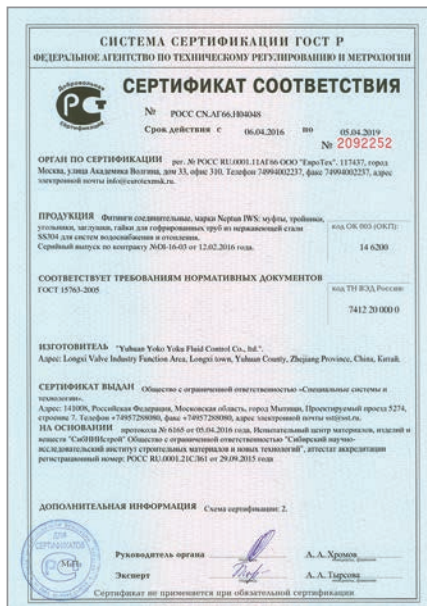 СИСТЕМА СЕРТИФИКАЦИИ ГОСТ Р
ФЕДЕРАЛЬНОЕ АГЕНТСТВО ПО ТЕХНИЧЕСКОМУ РЕГУЛИРОВАНИЮ И МЕТРОЛОГИИ
Добровольная
РСТ
сертификация
СЕРТИФИКАТ СООТВЕТСТВИЯ
№ РОСС CN.АГ66.Н04048
Срок действия с 06.04.2016 по 05.04.2019
№ 2092252
ОРГАН ПО СЕРТИФИКАЦИИ рег. № РОСС RU.0001.11АГ66 ООО "ЕвроТех". 117437, город
Москва, улица Академика Волгина, дом 33, офис 310. Телефон 74994002237, факс 74994002237, адрес
электронной почты info@eurotexmsk.ru.
ПРОДУКЦИЯ Фитинги соединительные, марки Neptun IWS: муфты, тройники,
угольники, заглушки, гайки для гофрированных труб из нержавеющей стали
SS304 для систем водоснабжения и отопления.
Серийный выпуск по контракту №OI-16-03 от 12.02.2016 года.
код ОК 005 (ОКП):
14 6200
СООТВЕТСТВУЕТ ТРЕБОВАНИЯМ НОРМАТИВНЫХ ДОКУМЕНТОВ
ГОСТ 15763-2005
код ТН ВЭД России:
7412 20 000 0
ИЗГОТОВИТЕЛЬ "Yuhuan Yoko Yoku Fluid Control Co., ltd.".
Адрес: Longxi Valve Industry Function Area, Longxi town, Yuhuan County, Zhejiang Province, China, Китай.
СЕРТИФИКАТ ВЫДАН Общество с ограниченной ответственностью «Специальные системы и
технологии».
Адрес: 141008, Российская Федерация, Московская область, город Мытищи, Проектируемый проезд 5274,
строение 7, Телефон +74957288080, факс +74957288080, адрес электронной почты sst@sst.ru.
НА ОСНОВАНИИ протокола № 6165 от 05.04.2016 года, Испытательный центр материалов, изделий и
веществ "СибНИИстрой" Общество с ограниченной ответственностью "Сибирский научно-
исследовательский институт строительных материалов и новых технологий", аттестат аккредитации
регистрационный номер: РОСС RU.0001.21СЛ61 от 29.09.2015 года
ДОПОЛНИТЕЛЬНАЯ ИНФОРМАЦИЯ Схема сертификации: 2.
ДЛЯ
СЕРТИФИКАТОВ
М.П.
Руководитель органа А. А. Хромов
Эксперт А. А. Тырсова
Сертификат не применяется при обязательной сертификации